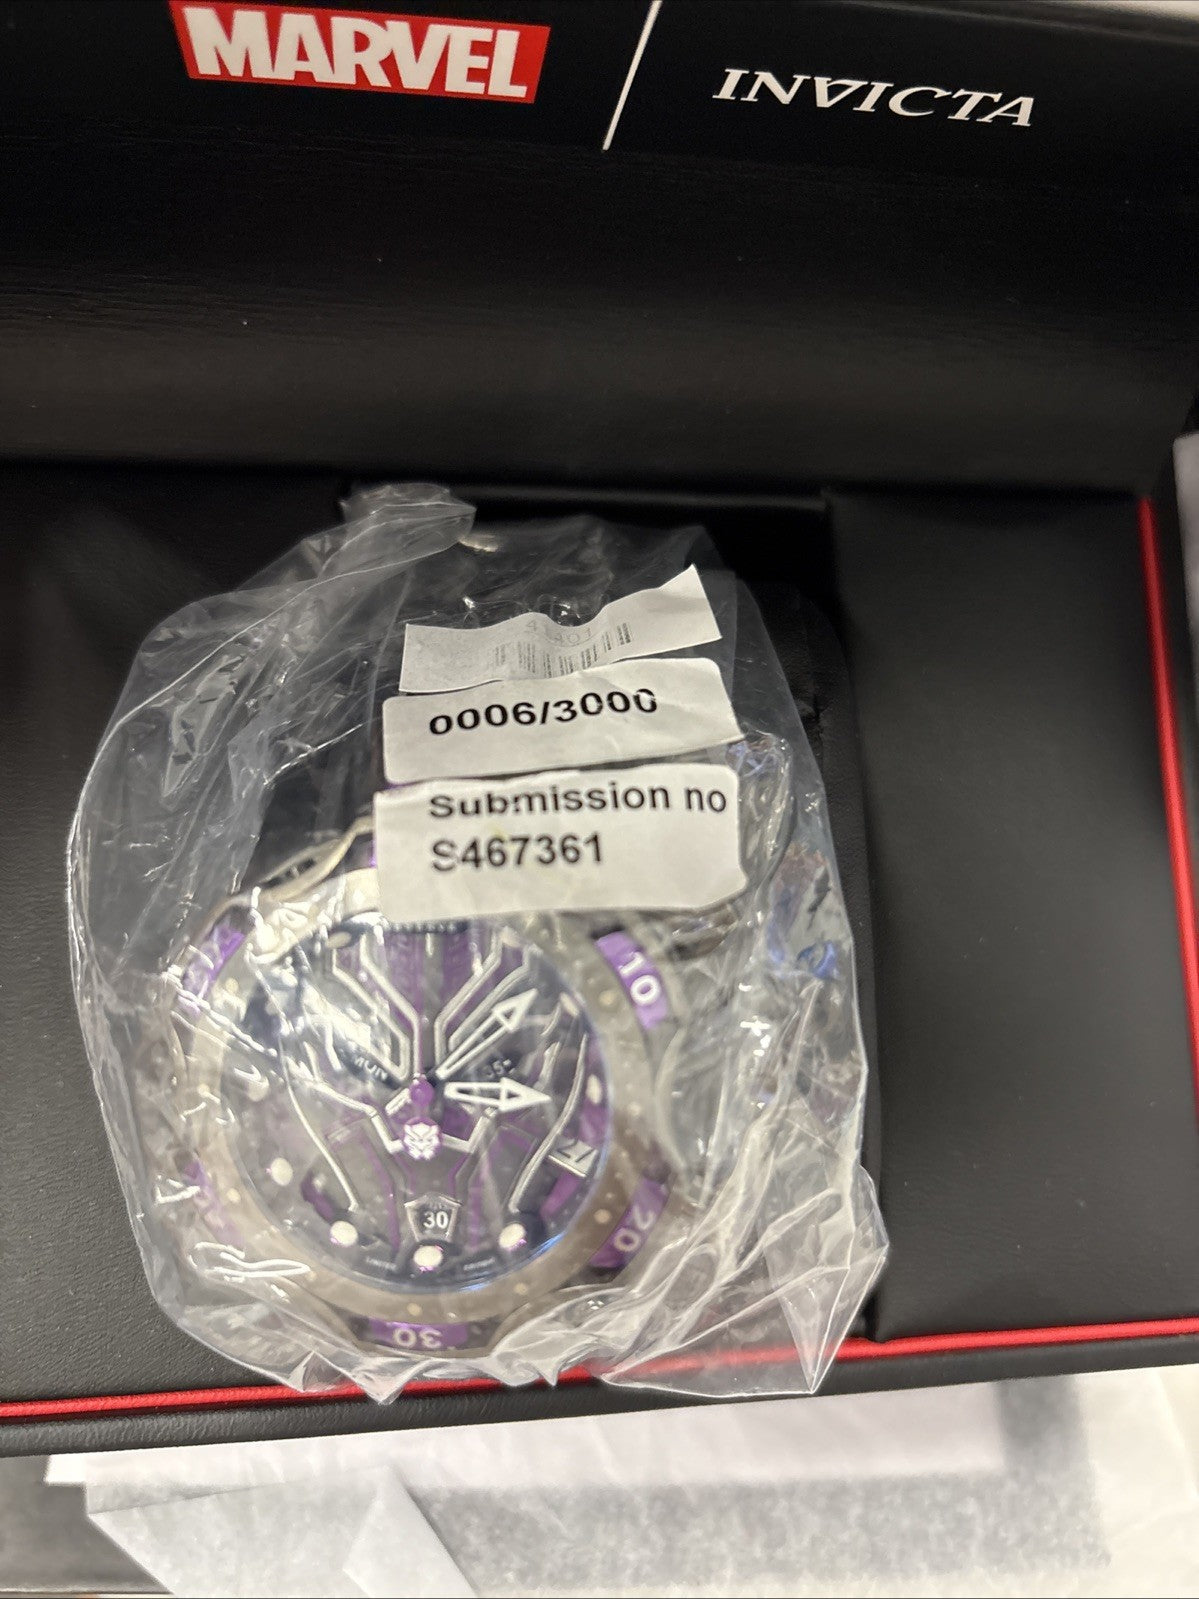 MARVEL
INVICTA
0006/3000
Submission no
S467361
10
30
20
30